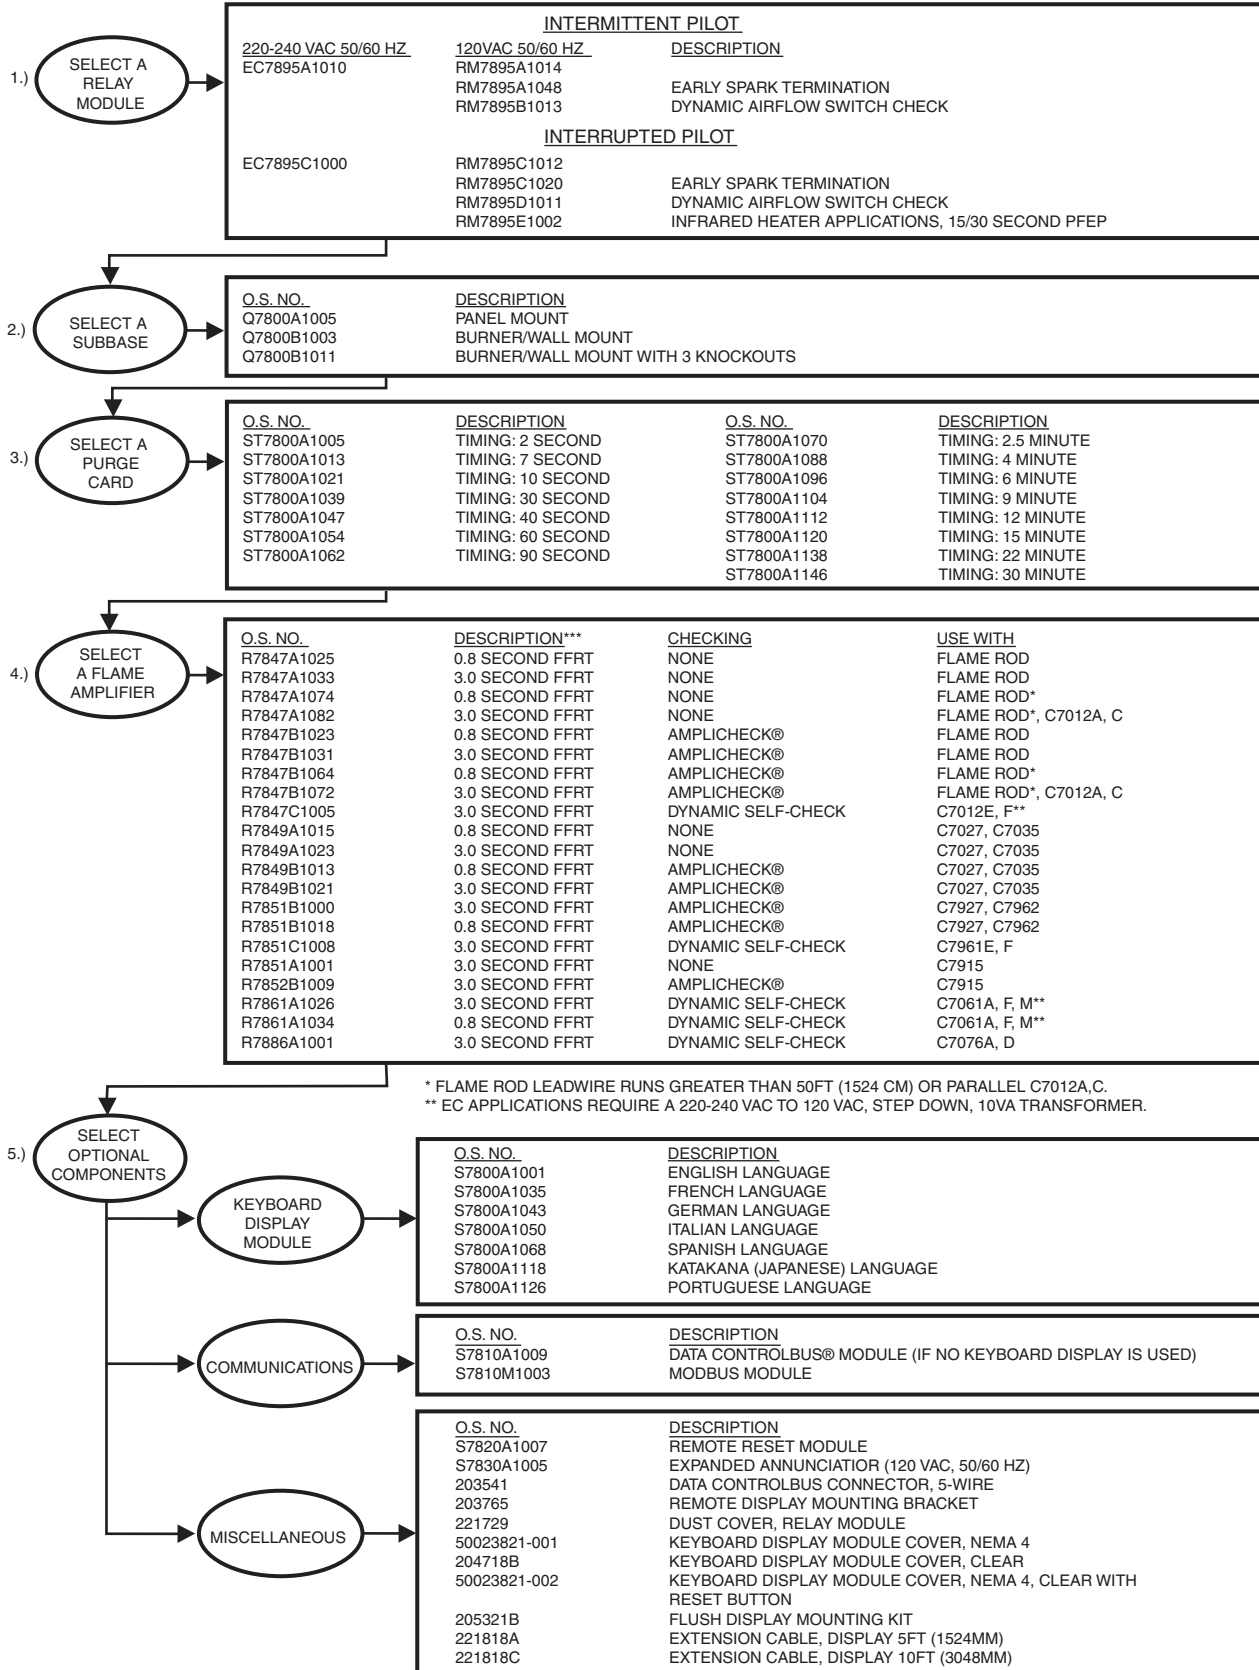 1.) SELECT A
RELAY
MODULE
INTERMITTENT PILOT
220-240 VAC 50/60 HZ 120VAC 50/60 HZ DESCRIPTION
EC7895A1010 RM7895A1014
RM7895A1048 EARLY SPARK TERMINATION
RM7895B1013 DYNAMIC AIRFLOW SWITCH CHECK
INTERRUPTED PILOT
EC7895C1000 RM7895C1012
RM7895C1020 EARLY SPARK TERMINATION
RM7895D1011 DYNAMIC AIRFLOW SWITCH CHECK
RM7895E1002 INFRARED HEATER APPLICATIONS, 15/30 SECOND PFEP
2.) SELECT A
SUBBASE
O.S. NO. DESCRIPTION
Q7800A1005 PANEL MOUNT
Q7800B1003 BURNER/WALL MOUNT
Q7800B1011 BURNER/WALL MOUNT WITH 3 KNOCKOUTS
3.) SELECT A
PURGE
CARD
O.S. NO. DESCRIPTION O.S. NO. DESCRIPTION
ST7800A1005 TIMING: 2 SECOND ST7800A1070 TIMING: 2.5 MINUTE
ST7800A1013 TIMING: 7 SECOND ST7800A1088 TIMING: 4 MINUTE
ST7800A1021 TIMING: 10 SECOND ST7800A1096 TIMING: 6 MINUTE
ST7800A1039 TIMING: 30 SECOND ST7800A1104 TIMING: 9 MINUTE
ST7800A1047 TIMING: 40 SECOND ST7800A1112 TIMING: 12 MINUTE
ST7800A1054 TIMING: 60 SECOND ST7800A1120 TIMING: 15 MINUTE
ST7800A1062 TIMING: 90 SECOND ST7800A1138 TIMING: 22 MINUTE
ST7800A1146 TIMING: 30 MINUTE
4.) SELECT
A FLAME
AMPLIFIER
O.S. NO. DESCRIPTION*** CHECKING USE WITH
R7847A1025 0.8 SECOND FFRT NONE FLAME ROD
R7847A1033 3.0 SECOND FFRT NONE FLAME ROD
R7847A1074 0.8 SECOND FFRT NONE FLAME ROD*
R7847A1082 3.0 SECOND FFRT NONE FLAME ROD*, C7012A, C
R7847B1023 0.8 SECOND FFRT AMPLICHECK® FLAME ROD
R7847B1031 3.0 SECOND FFRT AMPLICHECK® FLAME ROD
R7847B1064 0.8 SECOND FFRT AMPLICHECK® FLAME ROD*
R7847B1072 3.0 SECOND FFRT AMPLICHECK® FLAME ROD*, C7012A, C
R7847C1005 3.0 SECOND FFRT DYNAMIC SELF-CHECK C7012E, F**
R7849A1015 0.8 SECOND FFRT NONE C7027, C7035
R7849A1023 3.0 SECOND FFRT NONE C7027, C7035
R7849B1013 0.8 SECOND FFRT AMPLICHECK® C7027, C7035
R7849B1021 3.0 SECOND FFRT AMPLICHECK® C7027, C7035
R7851B1000 3.0 SECOND FFRT AMPLICHECK® C7927, C7962
R7851B1018 0.8 SECOND FFRT AMPLICHECK® C7927, C7962
R7851C1008 3.0 SECOND FFRT DYNAMIC SELF-CHECK C7961E, F
R7851A1001 3.0 SECOND FFRT NONE C7915
R7852B1009 3.0 SECOND FFRT AMPLICHECK® C7915
R7861A1026 3.0 SECOND FFRT DYNAMIC SELF-CHECK C7061A, F, M**
R7861A1034 0.8 SECOND FFRT DYNAMIC SELF-CHECK C7061A, F, M**
R7886A1001 3.0 SECOND FFRT DYNAMIC SELF-CHECK C7076A, D
* FLAME ROD LEADWIRE RUNS GREATER THAN 50FT (1524 CM) OR PARALLEL C7012A,C.
** EC APPLICATIONS REQUIRE A 220-240 VAC TO 120 VAC, STEP DOWN, 10VA TRANSFORMER.
5.) SELECT
OPTIONAL
COMPONENTS
KEYBOARD
DISPLAY
MODULE
O.S. NO. DESCRIPTION
S7800A1001 ENGLISH LANGUAGE
S7800A1035 FRENCH LANGUAGE
S7800A1043 GERMAN LANGUAGE
S7800A1050 ITALIAN LANGUAGE
S7800A1068 SPANISH LANGUAGE
S7800A1118 KATAKANA (JAPANESE) LANGUAGE
S7800A1126 PORTUGUESE LANGUAGE
COMMUNICATIONS
O.S. NO. DESCRIPTION
S7810A1009 DATA CONTROLBUS® MODULE (IF NO KEYBOARD DISPLAY IS USED)
S7810M1003 MODBUS MODULE
MISCELLANEOUS
O.S. NO. DESCRIPTION
S7820A1007 REMOTE RESET MODULE
S7830A1005 EXPANDED ANNUNCIATIOR (120 VAC, 50/60 HZ)
203541 DATA CONTROLBUS CONNECTOR, 5-WIRE
203765 REMOTE DISPLAY MOUNTING BRACKET
221729 DUST COVER, RELAY MODULE
50023821-001 KEYBOARD DISPLAY MODULE COVER, NEMA 4
204718B KEYBOARD DISPLAY MODULE COVER, CLEAR
50023821-002 KEYBOARD DISPLAY MODULE COVER, NEMA 4, CLEAR WITH
RESET BUTTON
205321B FLUSH DISPLAY MOUNTING KIT
221818A EXTENSION CABLE, DISPLAY 5FT (1524MM)
221818C EXTENSION CABLE, DISPLAY 10FT (3048MM)